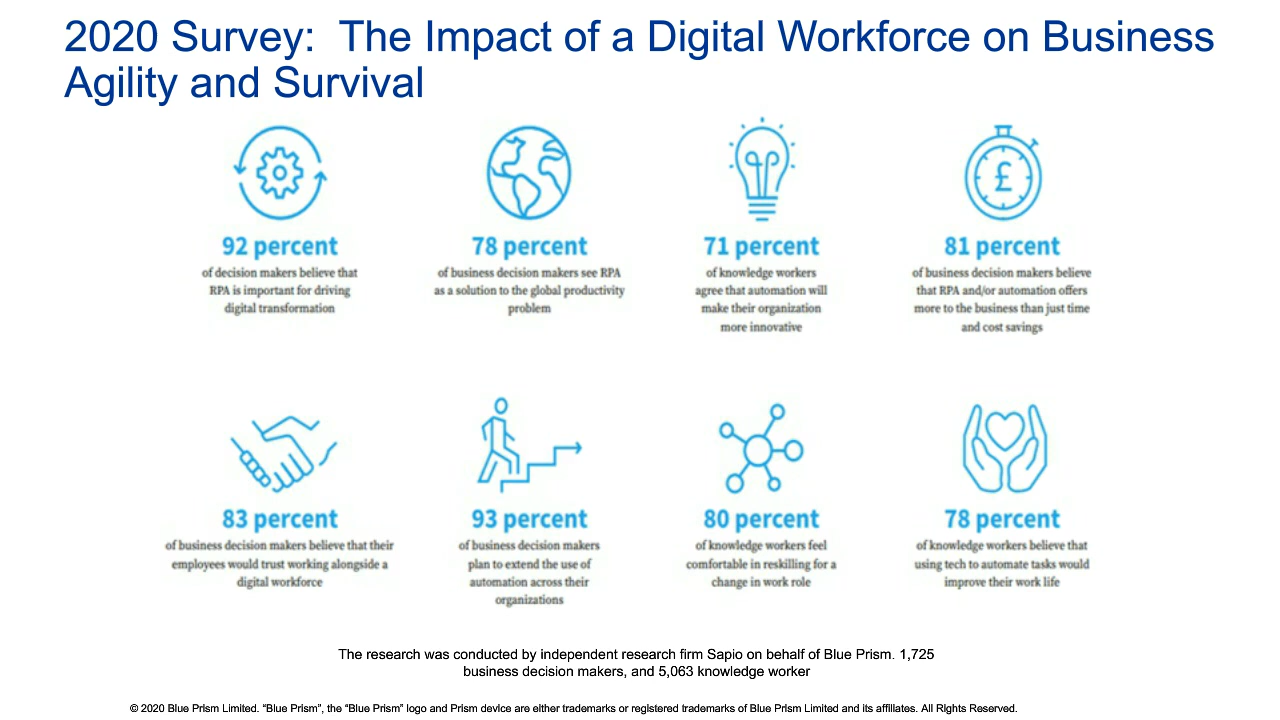 2020 Survey:  The Impact of a Digital Workforce on Business
Agility and Survival
£
92 percent
of decision makers believe that
RPA is important for driving
digital transformation
78 percent
of business decision makers see RPA
as a solution to the global productivity
problem
71 percent
of knowledge workers
agree that automation will
make their organization
more innovative
81 percent
of business decision makers believe
that RPA and/or automation offers
more to the business than just time
and cost savings
83 percent
of business decision makers believe that their
employees would trust working alongside a
digital workforce
93 percent
of business decision makers
plan to extend the use of
automation across their
organizations
80 percent
of knowledge workers feel
comfortable in reskilling for a
change in work role
78 percent
of knowledge workers believe that
using tech to automate tasks would
improve their work life
The research was conducted by independent research firm Sapio on behalf of Blue Prism. 1,725
business decision makers, and 5,063 knowledge worker
© 2020 Blue Prism Limited. “Blue Prism”, the “Blue Prism” logo and Prism device are either trademarks or registered trademarks of Blue Prism Limited and its affiliates. All Rights Reserved.